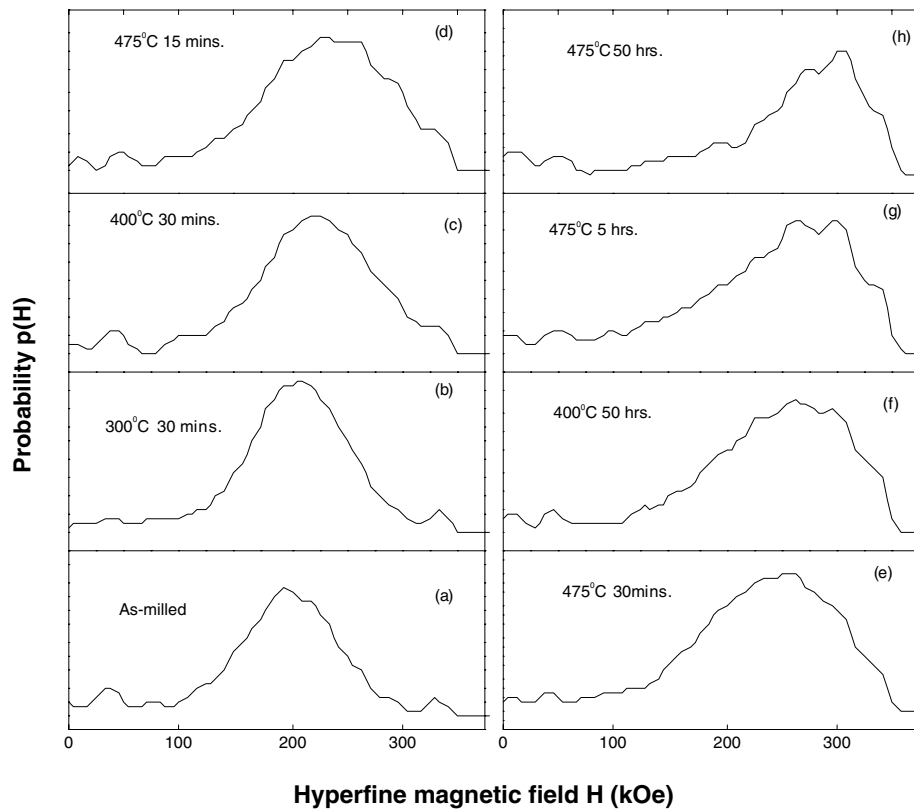 (d)
475°C 15 mins.
(h)
475°C 50 hrs.
400°C 30 mins.
(c)
(g)
475°C 5 hrs.
(b)
300°C 30 mins.
400°C 50 hrs.
(f)
As-milled
(a)
475°C 30mins.
(e)
Probability p(H)
0 100 200 300
0 100 200 300
Hyperfine magnetic field H (kOe)